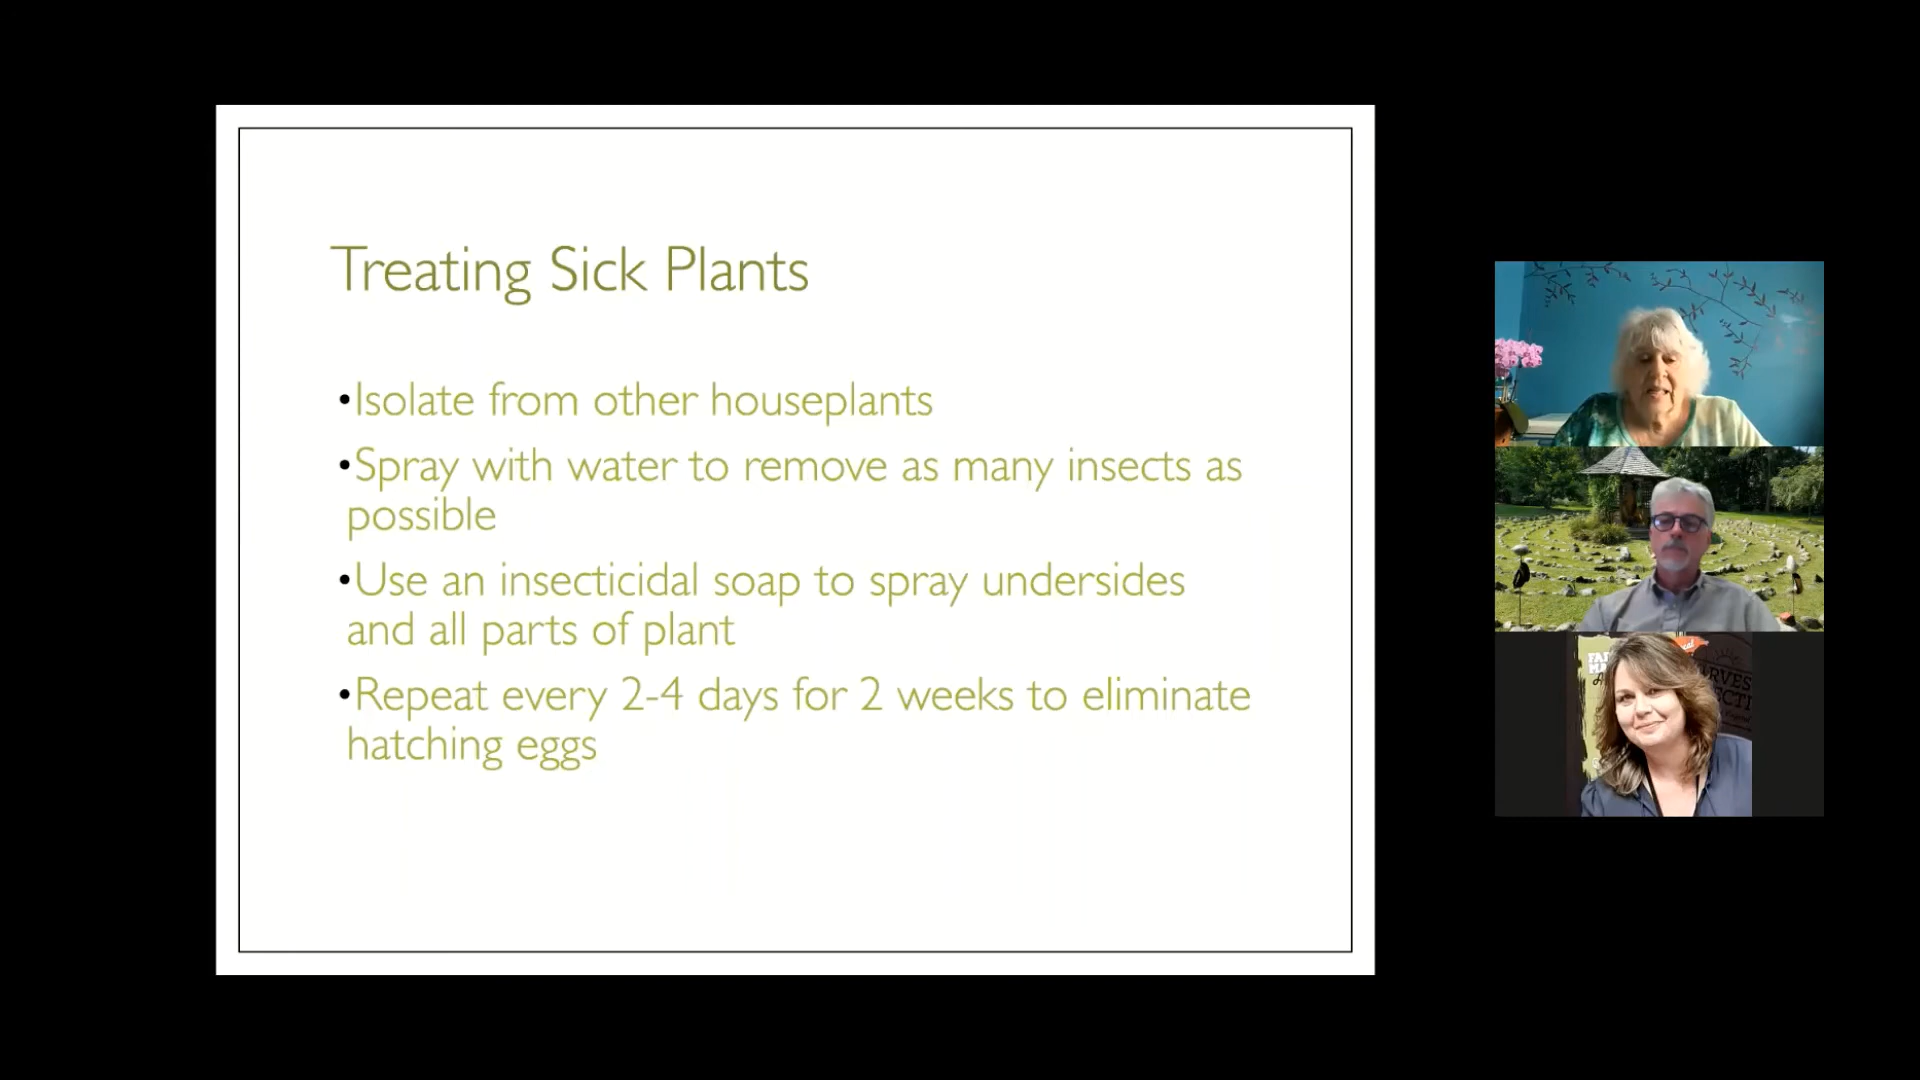 Treating Sick Plants
•Isolate from other houseplants
•Spray with water to remove as many insects as
possible
•Use an insecticidal soap to spray undersides
and all parts of plant
•Repeat every 2-4 days for 2 weeks to eliminate
hatching eggs